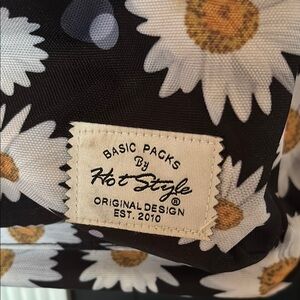 BASIC PACKS
By
Hot Style®
ORIGINAL DESIGN
EST. 2010